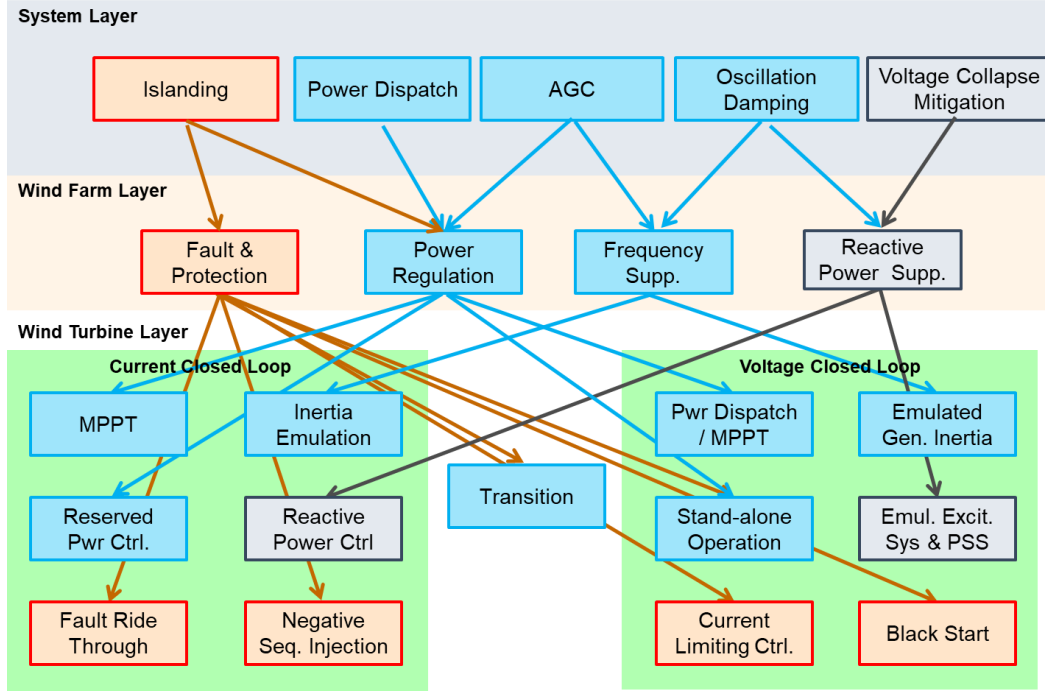 System Layer
Islanding
Power Dispatch
AGC
Oscillation
Damping
Voltage Collapse
Mitigation
Wind Farm Layer
Fault &
Protection
Power
Regulation
Frequency
Supp.
Reactive
Power Supp.
Wind Turbine Layer
Current Closed Loop
Voltage Closed Loop
MPPT
Inertia
Emulation
Pwr Dispatch
/ MPPT
Emulated
Gen. Inertia
Transition
Reserved
Pwr Ctrl.
Reactive
Power Ctrl
Stand-alone
Operation
Emul. Excit.
Sys & PSS
Fault Ride
Through
Negative
Seq. Injection
Current
Limiting Ctrl.
Black Start